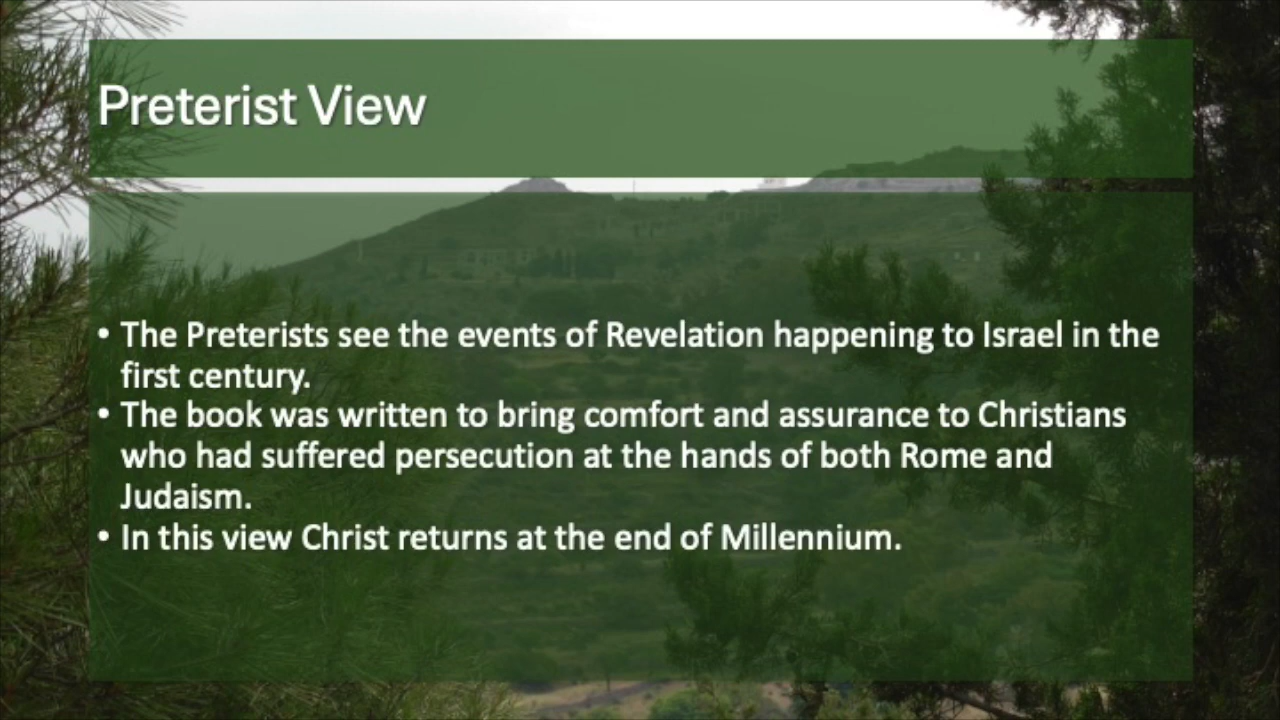 Preterist View
• The Preterists see the events of Revelation happening to Israel in the
first century.
• The book was written to bring comfort and assurance to Christians
who had suffered persecution at the hands of both Rome and
Judaism.
• In this view Christ returns at the end of Millennium.